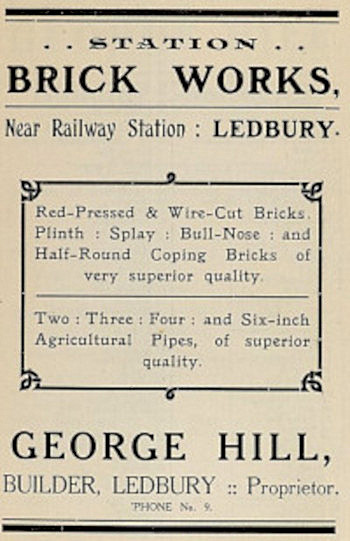 . . STATION . .
BRICK WORKS,
Near Railway Station : LEDBURY.
Red-Pressed & Wire-Cut Bricks.
Plinth : Splay : Bull-Nose : and
Half-Round Coping Bricks of
very superior quality.
Two : Three : Four : and Six-inch
Agricultural Pipes, of superior
quality.
GEORGE HILL,
BUILDER, LEDBURY :: Proprietor.
'PHONE No. 9.